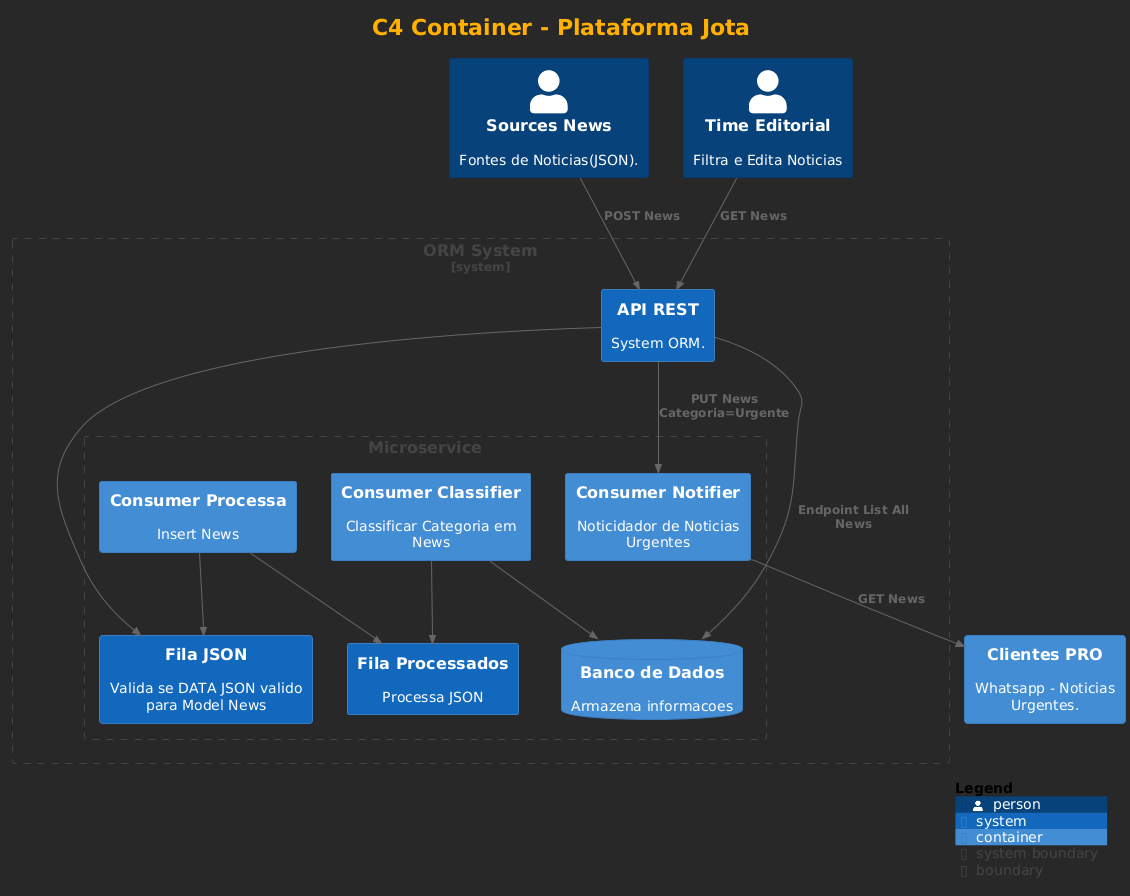 C4 Container - Plataforma Jota
Sources News
Fontes de Noticias(JSON).
Time Editorial
Filtra e Edita Noticias
POST News
GET News
ORM System
[system]
API REST
System ORM.
PUT News
Categoria=Urgente
Microservice
Consumer Processa
Insert News
Consumer Classifier
Classificar Categoria em
News
Consumer Notifier
Noticidador de Noticias
Urgentes
Endpoint List All
News
GET News
Fila JSON
Valida se DATA JSON valido
para Model News
Fila Processados
Processa JSON
Banco de Dados
Armazena informacoes
Clientes PRO
Whatsapp - Noticias
Urgentes.
Legend
person
system
container
system boundary
boundary